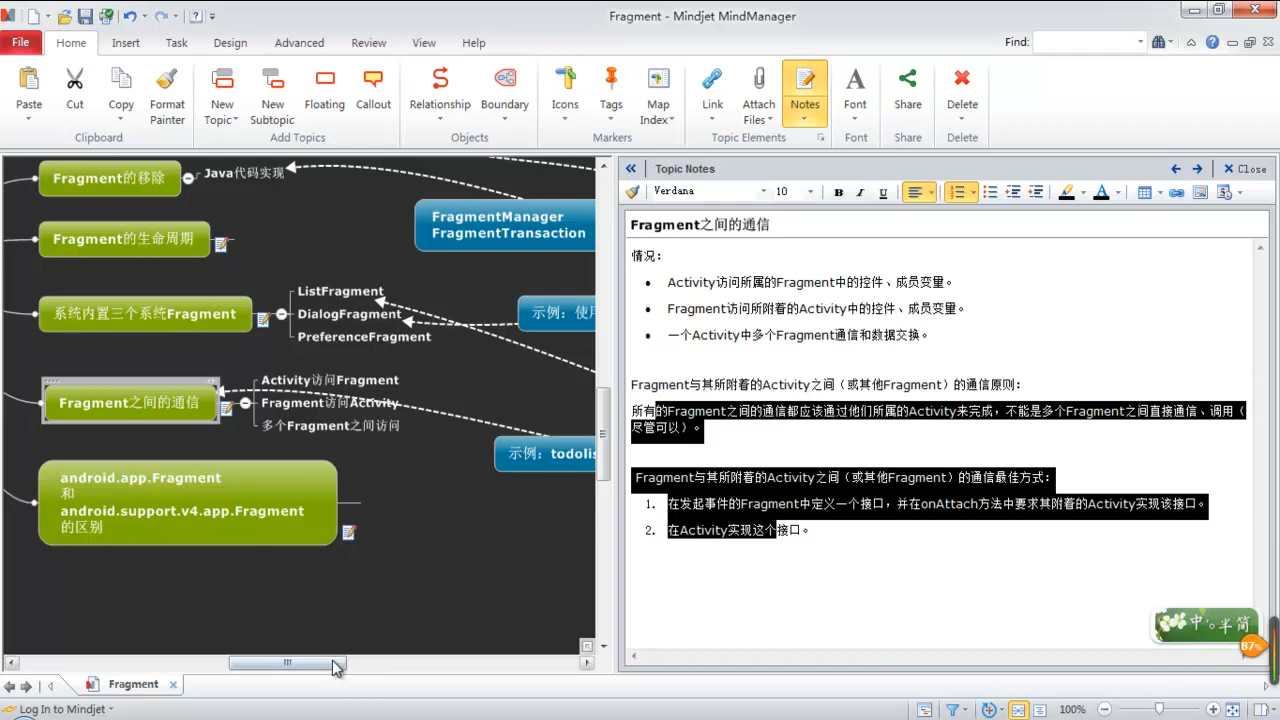 Fragment - Mindjet MindManager
File Home Insert Task Design Advanced Review View Help Find:
Paste Cut Copy Format Painter New Topic New Subtopic Floating Callout Relationship Boundary Icons Tags Map Index Link Attach Files Notes Font Share Delete
Clipboard Add Topics Objects Markers Topic Elements Font Share Delete
Fragment的移除
Java代码实现
FragmentManager
FragmentTransaction
Fragment的生命周期
系统内置三个系统Fragment
ListFragment
DialogFragment
PreferenceFragment
示例：使用
Fragment之间的通信
Activity访问Fragment
Fragment访问Activity
多个Fragment之间访问
示例：todolis
android.app.Fragment
和
android.support.v4.app.Fragment
的区别
Topic Notes
Close
Verdana 10 B I U A
Fragment之间的通信
情况：
• Activity访问所属的Fragment中的控件、成员变量。
• Fragment访问所附着的Activity中的控件、成员变量。
• 一个Activity中多个Fragment通信和数据交换。
Fragment与其所附着的Activity之间（或其他Fragment）的通信原则：
所有的Fragment之间的通信都应该通过他们所属的Activity来完成，不能是多个Fragment之间直接通信、调用（
尽管可以）。
Fragment与其所附着的Activity之间（或其他Fragment）的通信最佳方式：
1. 在发起事件的Fragment中定义一个接口，并在onAttach方法中要求其附着的Activity实现该接口。
2. 在Activity实现这个接口。
中 半 简
87%
Fragment
Log In to Mindjet
100%